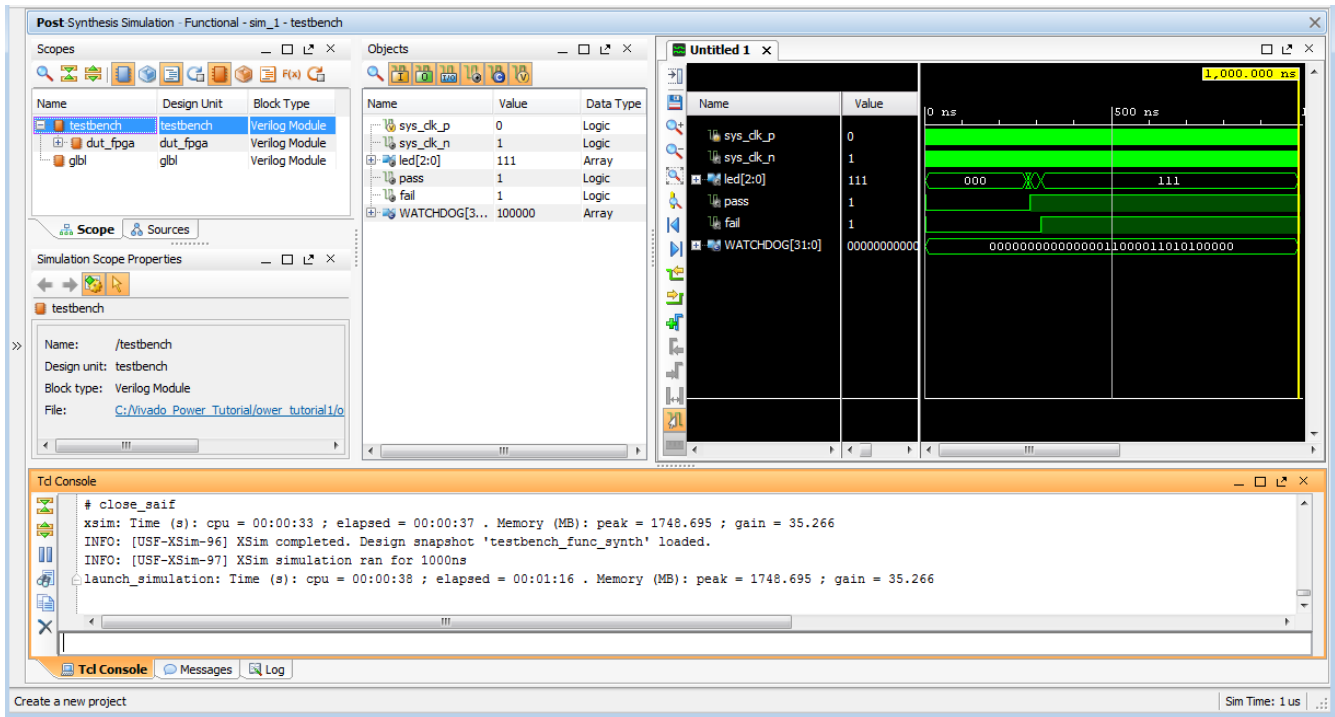 Post-Synthesis Simulation - Functional - sim_1 - testbench
Scopes
F(x)
Name Design Unit Block Type
testbench testbench Verilog Module
dut_fpga dut_fpga Verilog Module
glbl glbl Verilog Module
Scope Sources
Simulation Scope Properties
testbench
Name: /testbench
Design unit: testbench
Block type: Verilog Module
File: C:/Vivado_Power_Tutorial/ower_tutorial1/o
Objects
Name Value Data Type
sys_clk_p 0 Logic
sys_clk_n 1 Logic
led[2:0] 111 Array
pass 1 Logic
fail 1 Logic
WATCHDOG[3... 100000 Array
Untitled 1
1,000.000 ns
Name Value
0 ns 500 ns 1
sys_clk_p 0
sys_clk_n 1
led[2:0] 111 000 111
pass 1
fail 1
WATCHDOG[31:0] 00000000000 00000000000000011000011010100000
Tcl Console
# close_saif
xsim: Time (s): cpu = 00:00:33 ; elapsed = 00:00:37 . Memory (MB): peak = 1748.695 ; gain = 35.266
INFO: [USF-XSim-96] XSim completed. Design snapshot 'testbench_func_synth' loaded.
INFO: [USF-XSim-97] XSim simulation ran for 1000ns
launch_simulation: Time (s): cpu = 00:00:38 ; elapsed = 00:01:16 . Memory (MB): peak = 1748.695 ; gain = 35.266
Tcl Console Messages Log
Create a new project Sim Time: 1 us